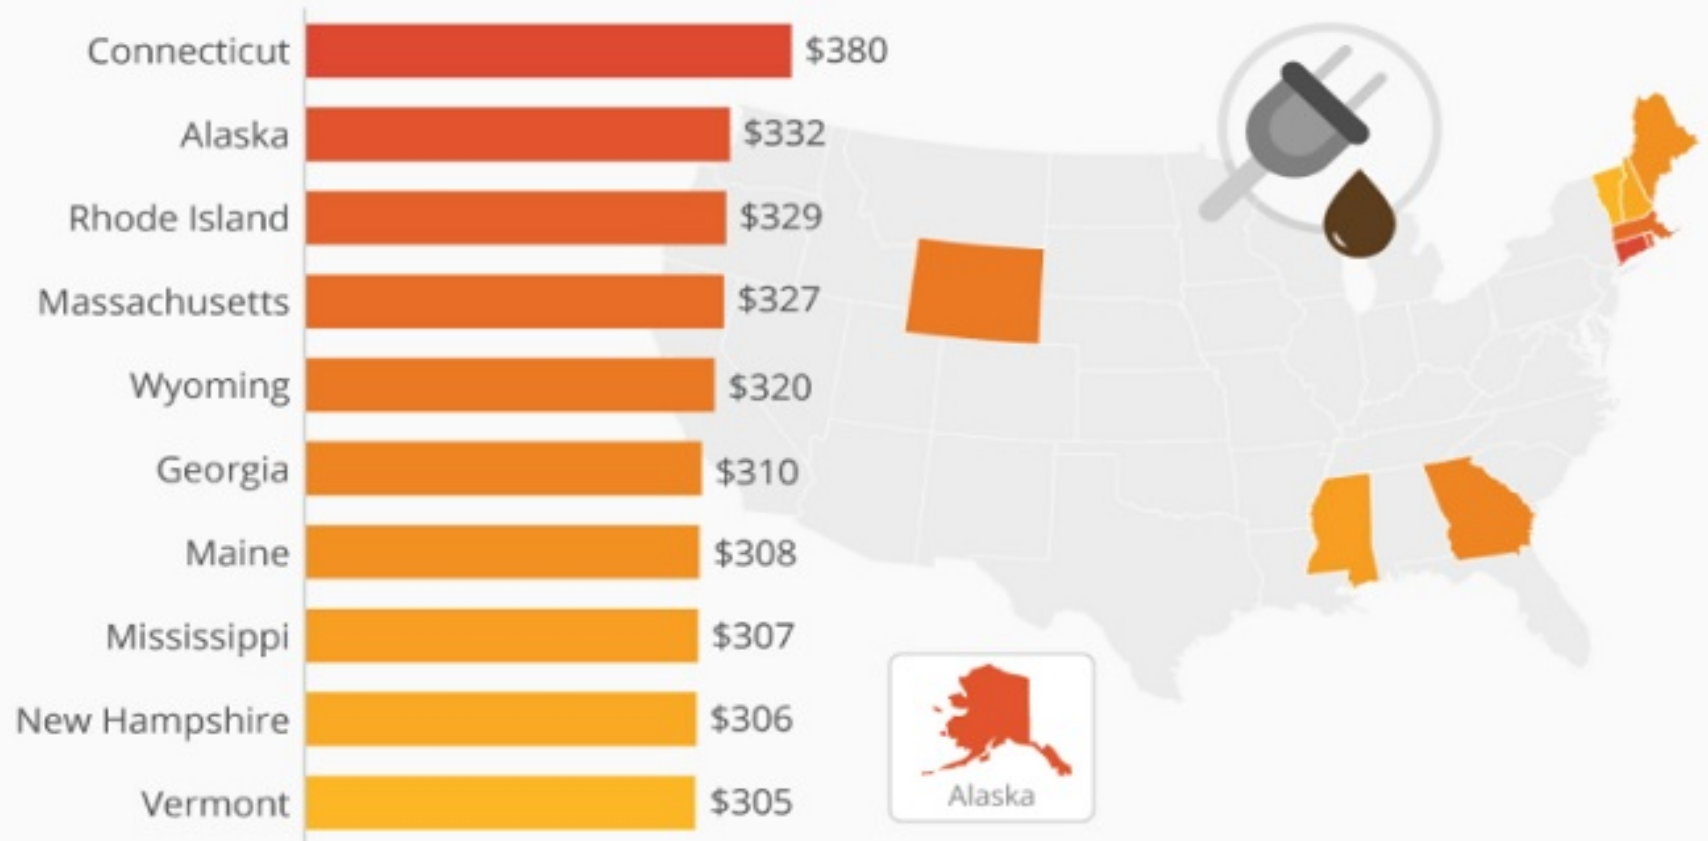 Connecticut $380
Alaska $332
Rhode Island $329
Massachusetts $327
Wyoming $320
Georgia $310
Maine $308
Mississippi $307
New Hampshire $306
Vermont $305
Alaska